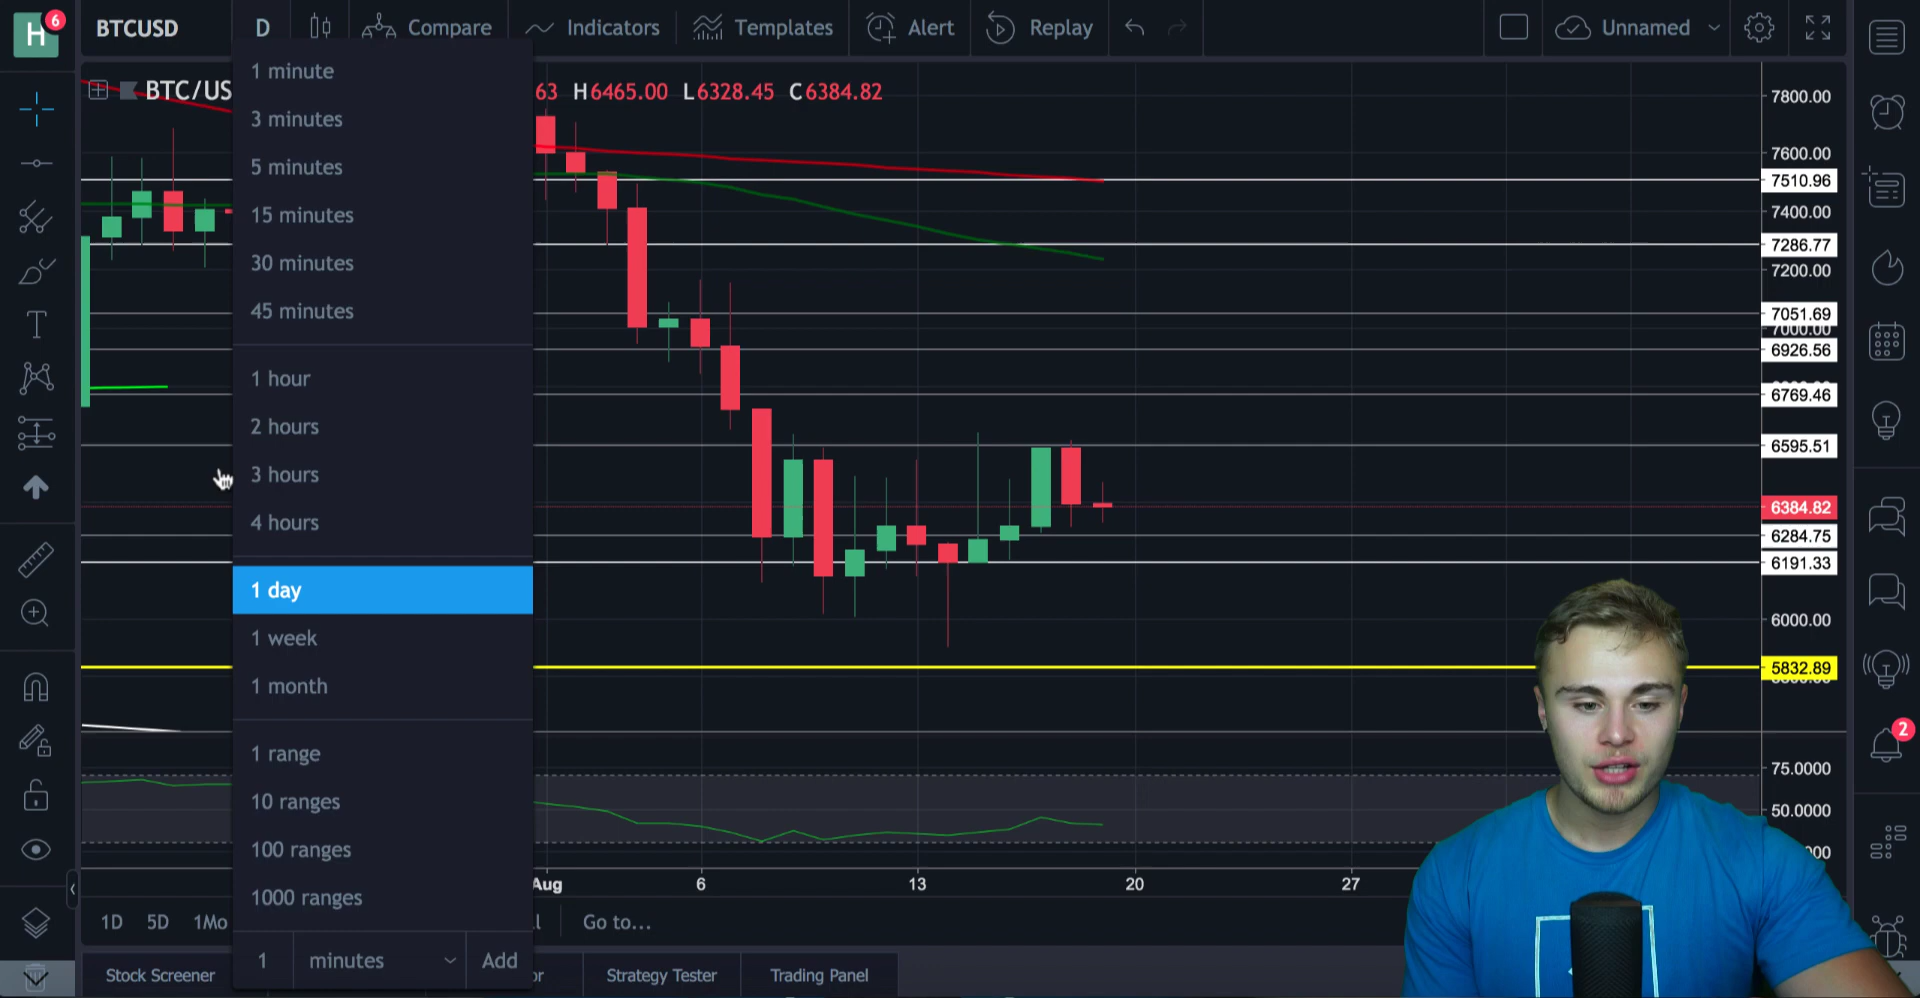 H 6 BTCUSD D Compare Indicators Templates Alert Replay Unnamed
BTC/US 63 H6465.00 L6328.45 C6384.82
1 minute
3 minutes
5 minutes
15 minutes
30 minutes
45 minutes
1 hour
2 hours
3 hours
4 hours
1 day
1 week
1 month
1 range
10 ranges
100 ranges
1000 ranges
1 minutes Add
7800.00
7600.00
7510.96
7400.00
7286.77
7200.00
7051.69
7000.00
6926.56
6769.46
6595.51
6384.82
6284.75
6191.33
6000.00
5832.89
75.0000
50.0000
2
Aug 6 13 20 27
1D 5D 1Mo Go to...
Stock Screener or Strategy Tester Trading Panel